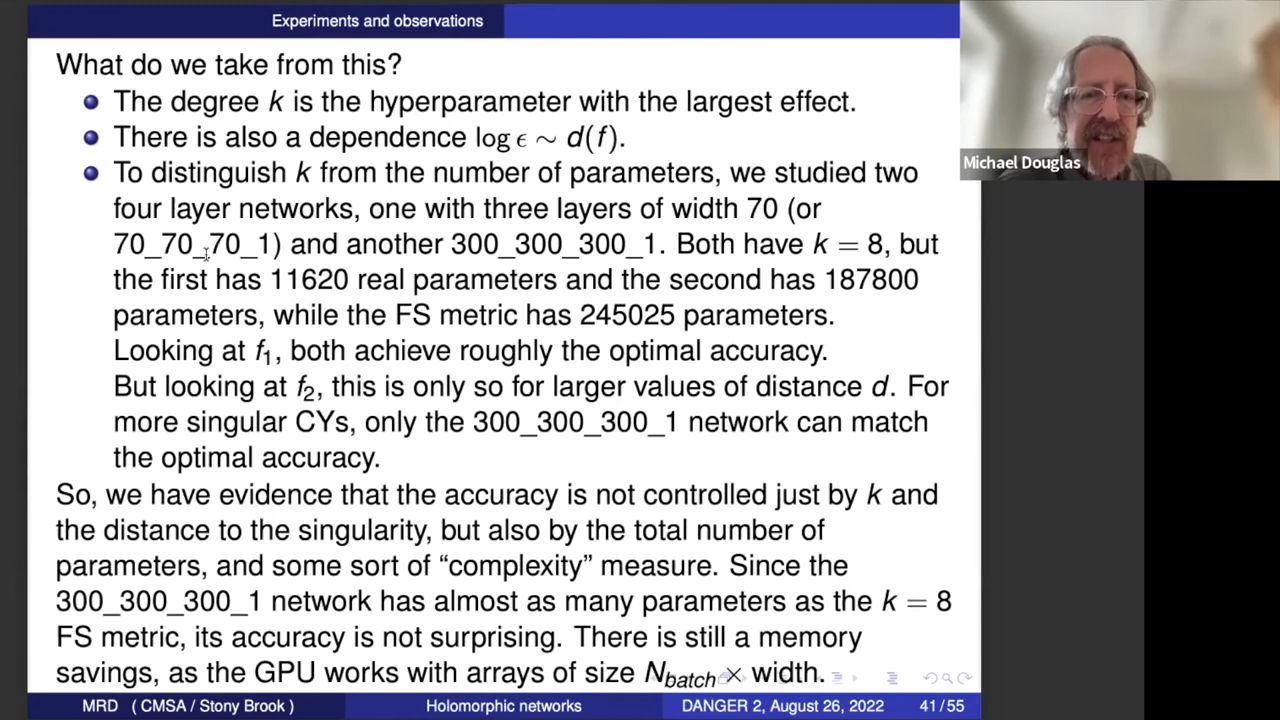 Experiments and observations
What do we take from this?
The degree k is the hyperparameter with the largest effect.
There is also a dependence log ϵ ∼ d(f).
To distinguish k from the number of parameters, we studied two
four layer networks, one with three layers of width 70 (or
70_70_70_1) and another 300_300_300_1. Both have k = 8, but
the first has 11620 real parameters and the second has 187800
parameters, while the FS metric has 245025 parameters.
Looking at f₁, both achieve roughly the optimal accuracy.
But looking at f₂, this is only so for larger values of distance d. For
more singular CYs, only the 300_300_300_1 network can match
the optimal accuracy.
So, we have evidence that the accuracy is not controlled just by k and
the distance to the singularity, but also by the total number of
parameters, and some sort of “complexity” measure. Since the
300_300_300_1 network has almost as many parameters as the k = 8
FS metric, its accuracy is not surprising. There is still a memory
savings, as the GPU works with arrays of size N_batch × width.
MRD ( CMSA / Stony Brook ) Holomorphic networks DANGER 2, August 26, 2022 41 / 55
Michael Douglas